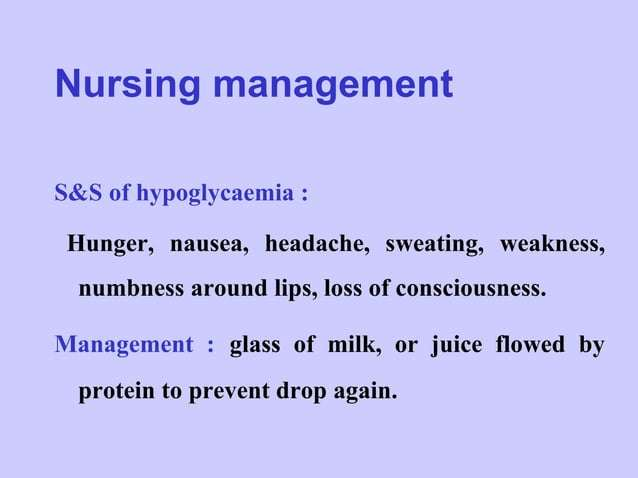 Nursing management
S&S of hypoglycaemia :
Hunger, nausea, headache, sweating, weakness,
numbness around lips, loss of consciousness.
Management : glass of milk, or juice flowed by
protein to prevent drop again.